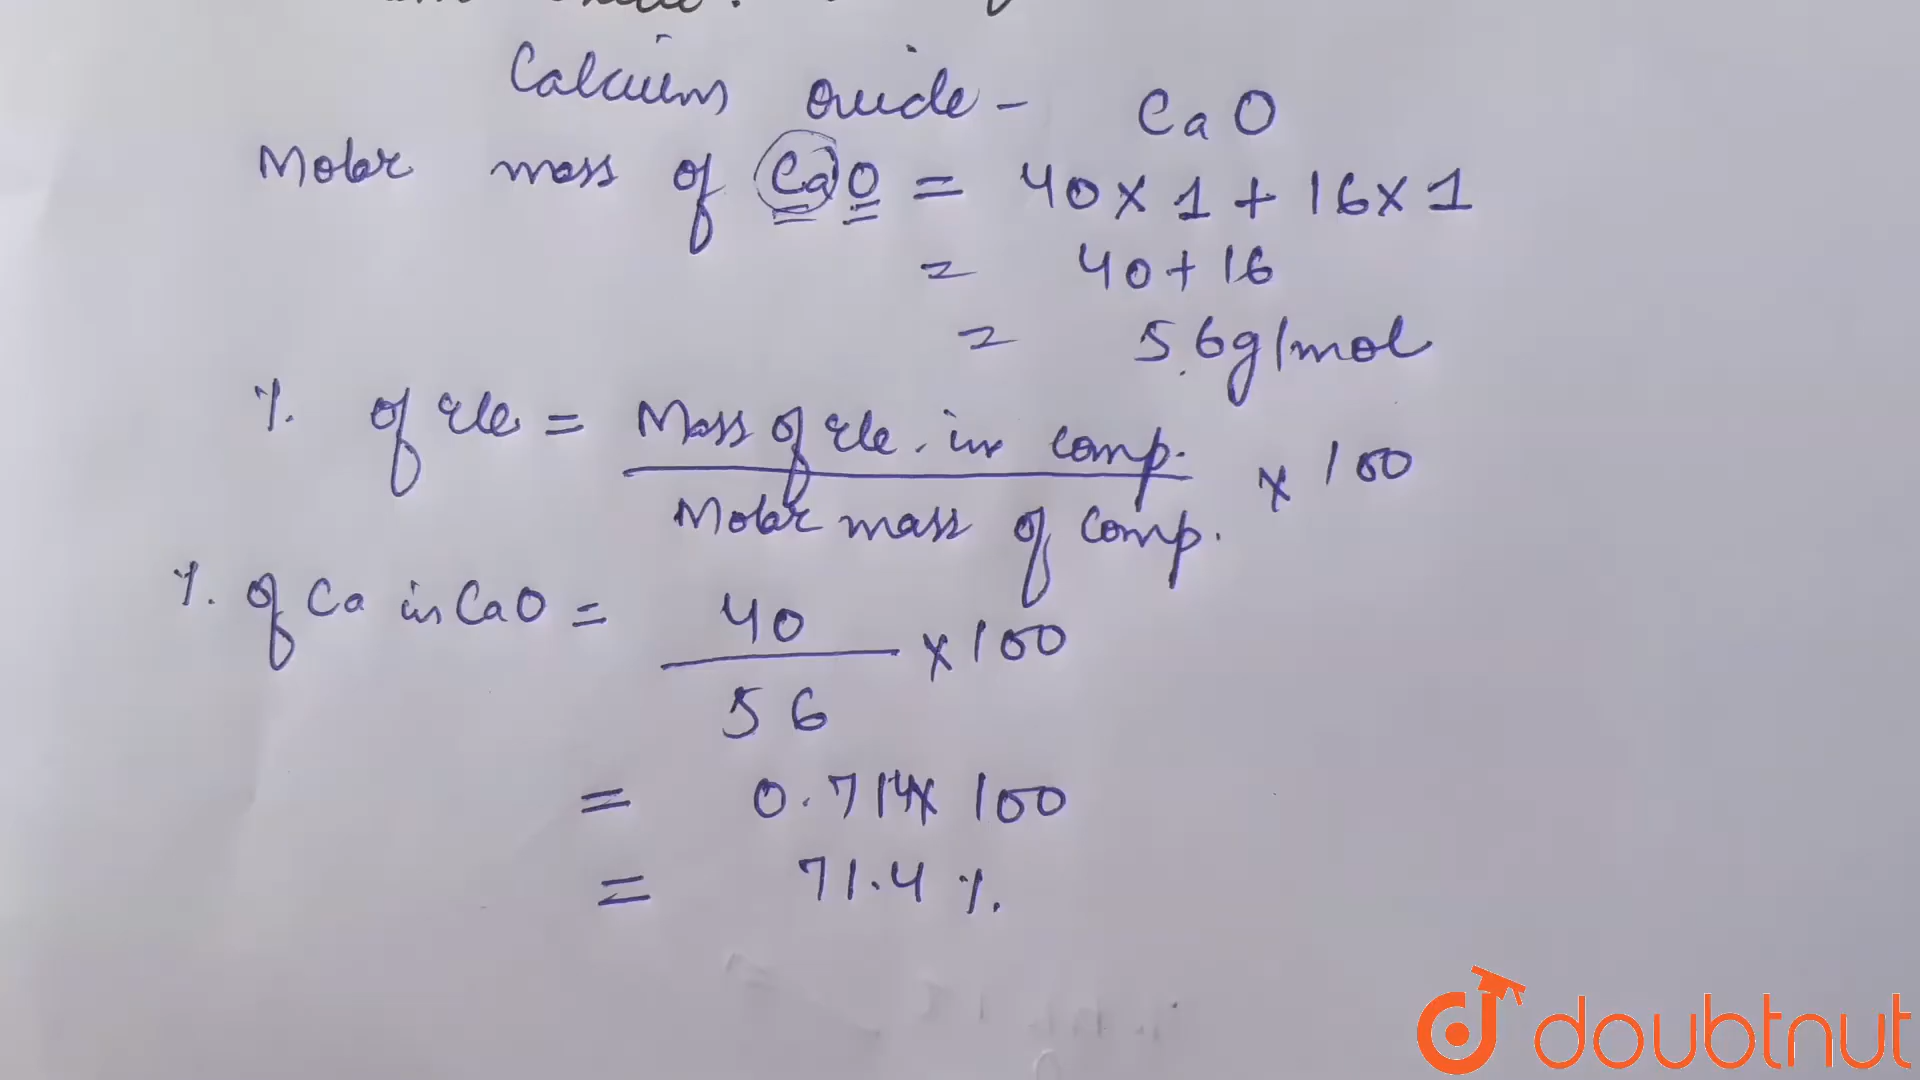 Calcium oxide - CaO
Molar mass of CaO = 40 x 1 + 16 x 1
= 40 + 16
= 56 g/mol
% of ele = Mass of ele. in comp. / Molar mass of comp. x 100
% of Ca in CaO = 40 / 56 x 100
= 0.714 x 100
= 71.4 %.
doubtnut